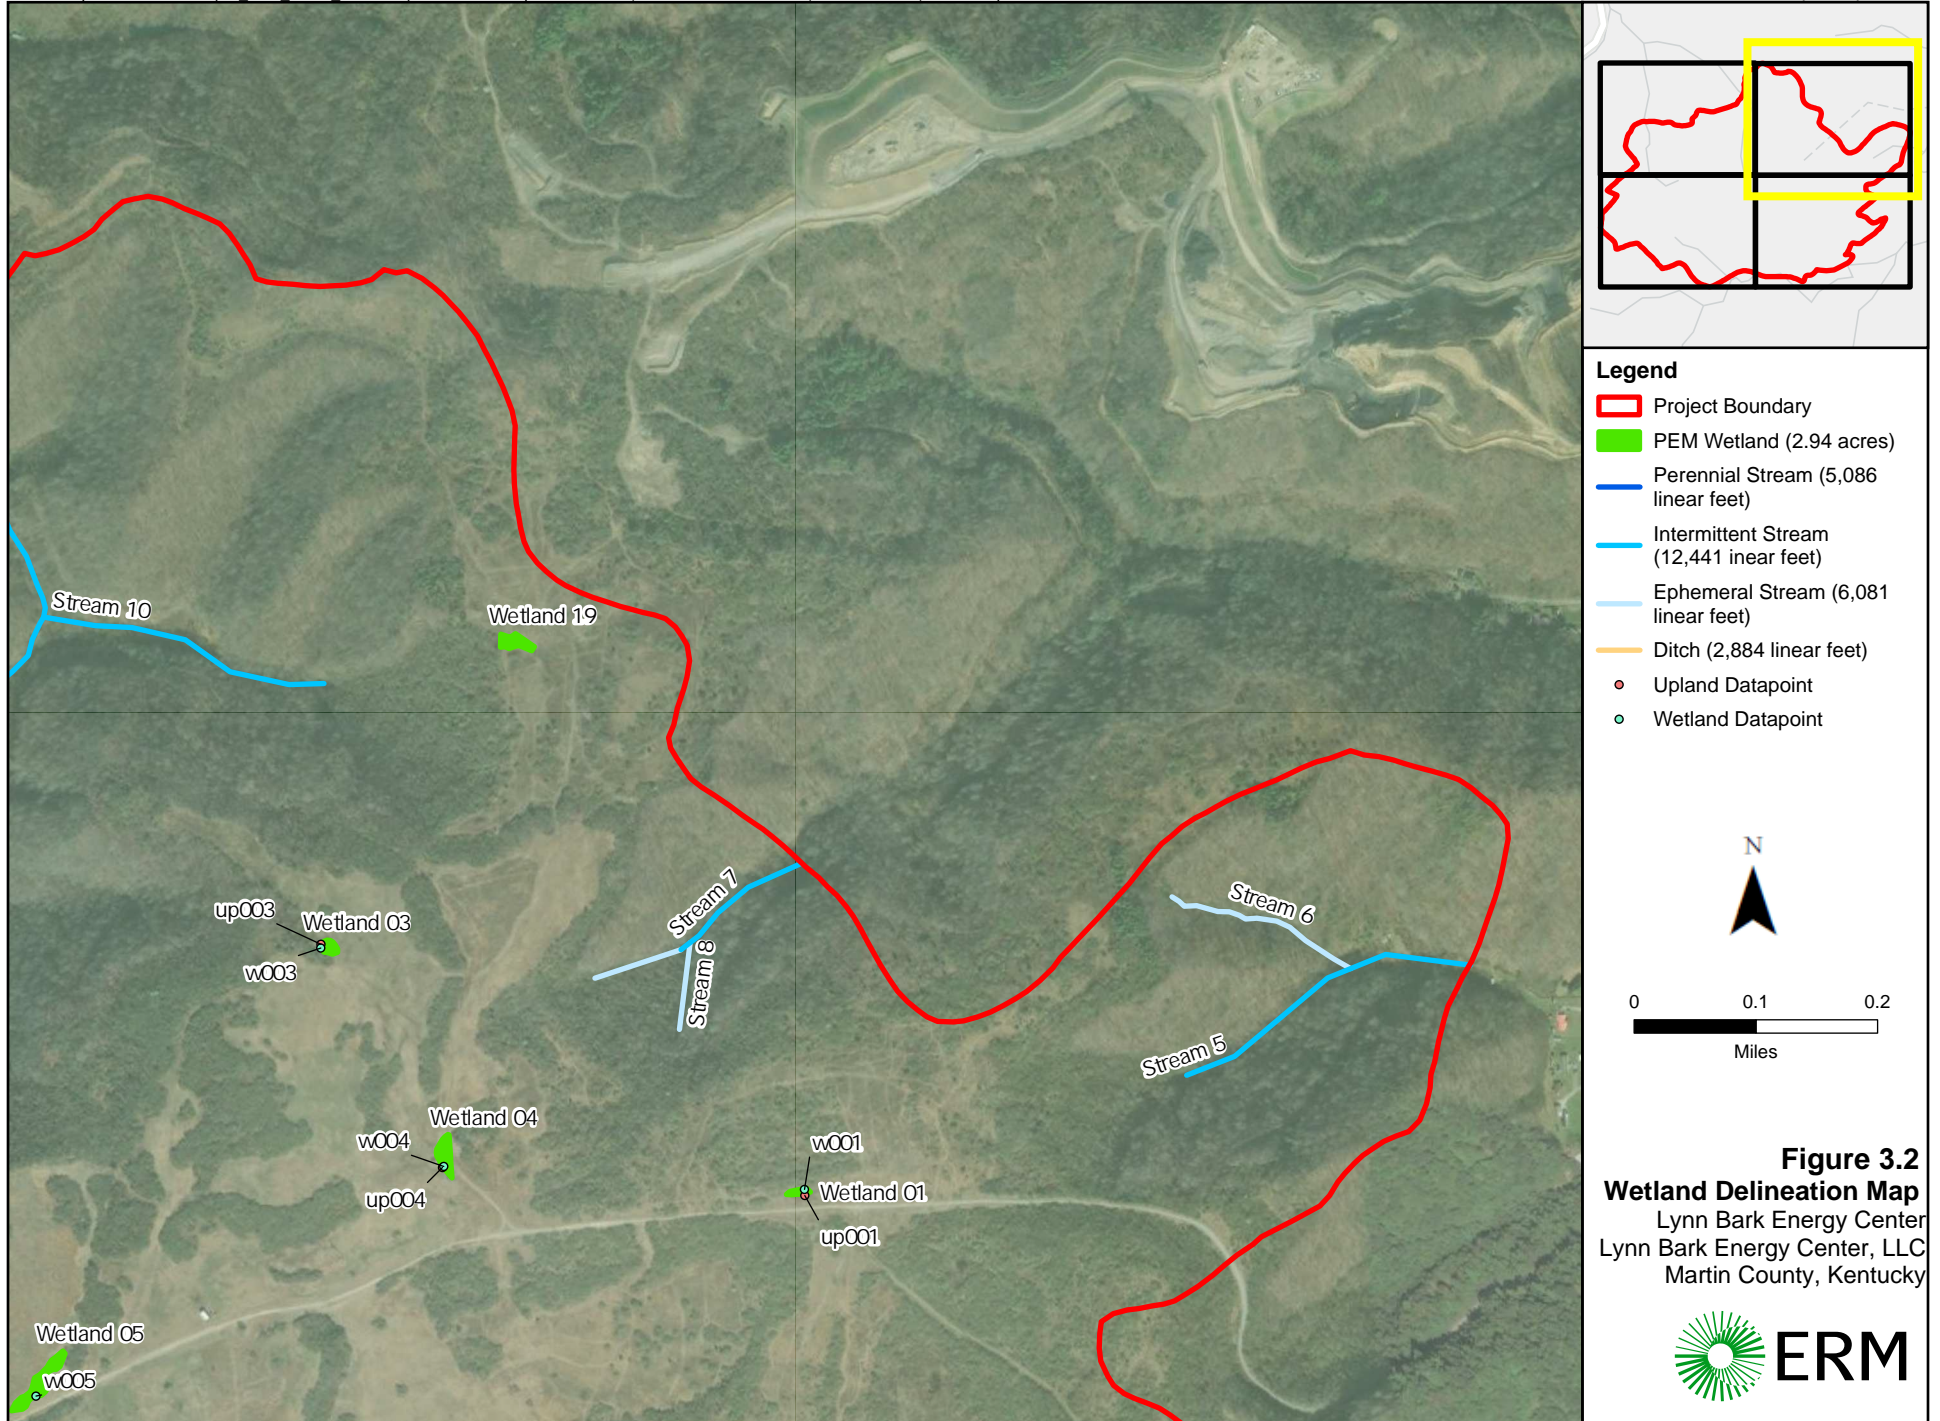 Stream 10
Wetland 19
Stream 7
Stream 8
Stream 6
Stream 5
up003
Wetland 03
w003
Wetland 04
w004
up004
w001
Wetland 01
up001
Wetland 05
w005
Legend
Project Boundary
PEM Wetland (2.94 acres)
Perennial Stream (5,086
linear feet)
Intermittent Stream
(12,441 inear feet)
Ephemeral Stream (6,081
linear feet)
Ditch (2,884 linear feet)
Upland Datapoint
Wetland Datapoint
N
0 0.1 0.2
Miles
Figure 3.2
Wetland Delineation Map
Lynn Bark Energy Center
Lynn Bark Energy Center, LLC
Martin County, Kentucky
ERM